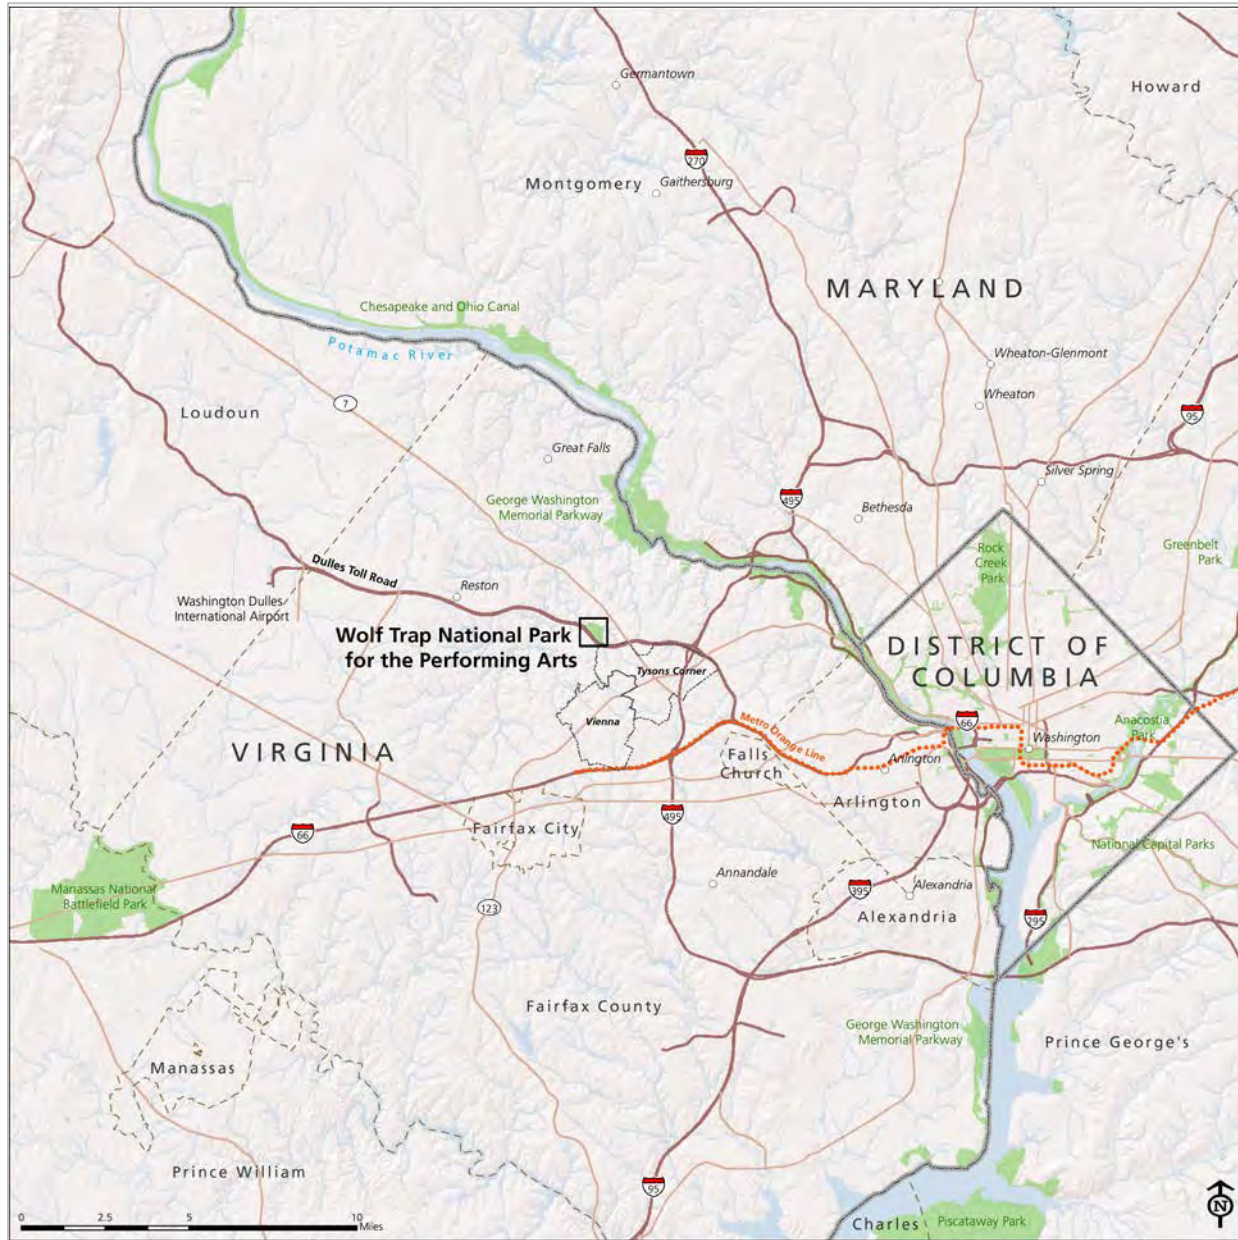 Germantown
Howard
270
Montgomery
Gaithersburg
MARYLAND
Chesapeake and Ohio Canal
Potamac River
Wheaton-Glenmont
Wheaton
Loudoun
7
95
Great Falls
Silver Spring
George Washington
Memorial Parkway
495
Bethesda
Rock
Creek
Park
Greenbelt
Park
Dulles Toll Road
Reston
Washington Dulles
International Airport
Wolf Trap National Park
for the Performing Arts
DISTRICT OF
COLUMBIA
Tysons Corner
Vienna
Metro Orange Line
66
Anacostia
Park
Washington
VIRGINIA
Falls
Church
Arlington
Arlington
66
Fairfax City
495
National Capital Parks
Manassas National
Battlefield Park
Annandale
395
Alexandria
123
Alexandria
295
Fairfax County
George Washington
Memorial Parkway
Prince George's
Manassas
Prince William
95
Charles
Piscataway Park
N
0 2.5 5 10
Miles